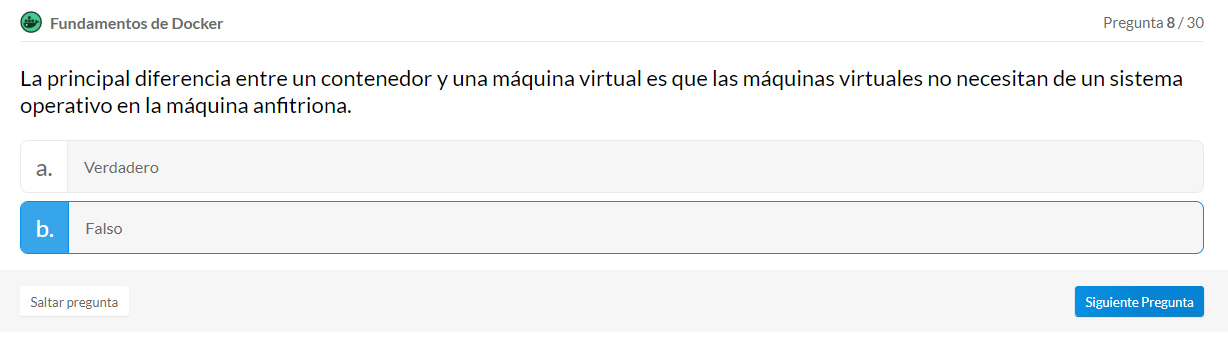 Fundamentos de Docker
Pregunta 8 / 30
La principal diferencia entre un contenedor y una máquina virtual es que las máquinas virtuales no necesitan de un sistema
operativo en la máquina anfitriona.
a. Verdadero
b. Falso
Saltar pregunta
Siguiente Pregunta